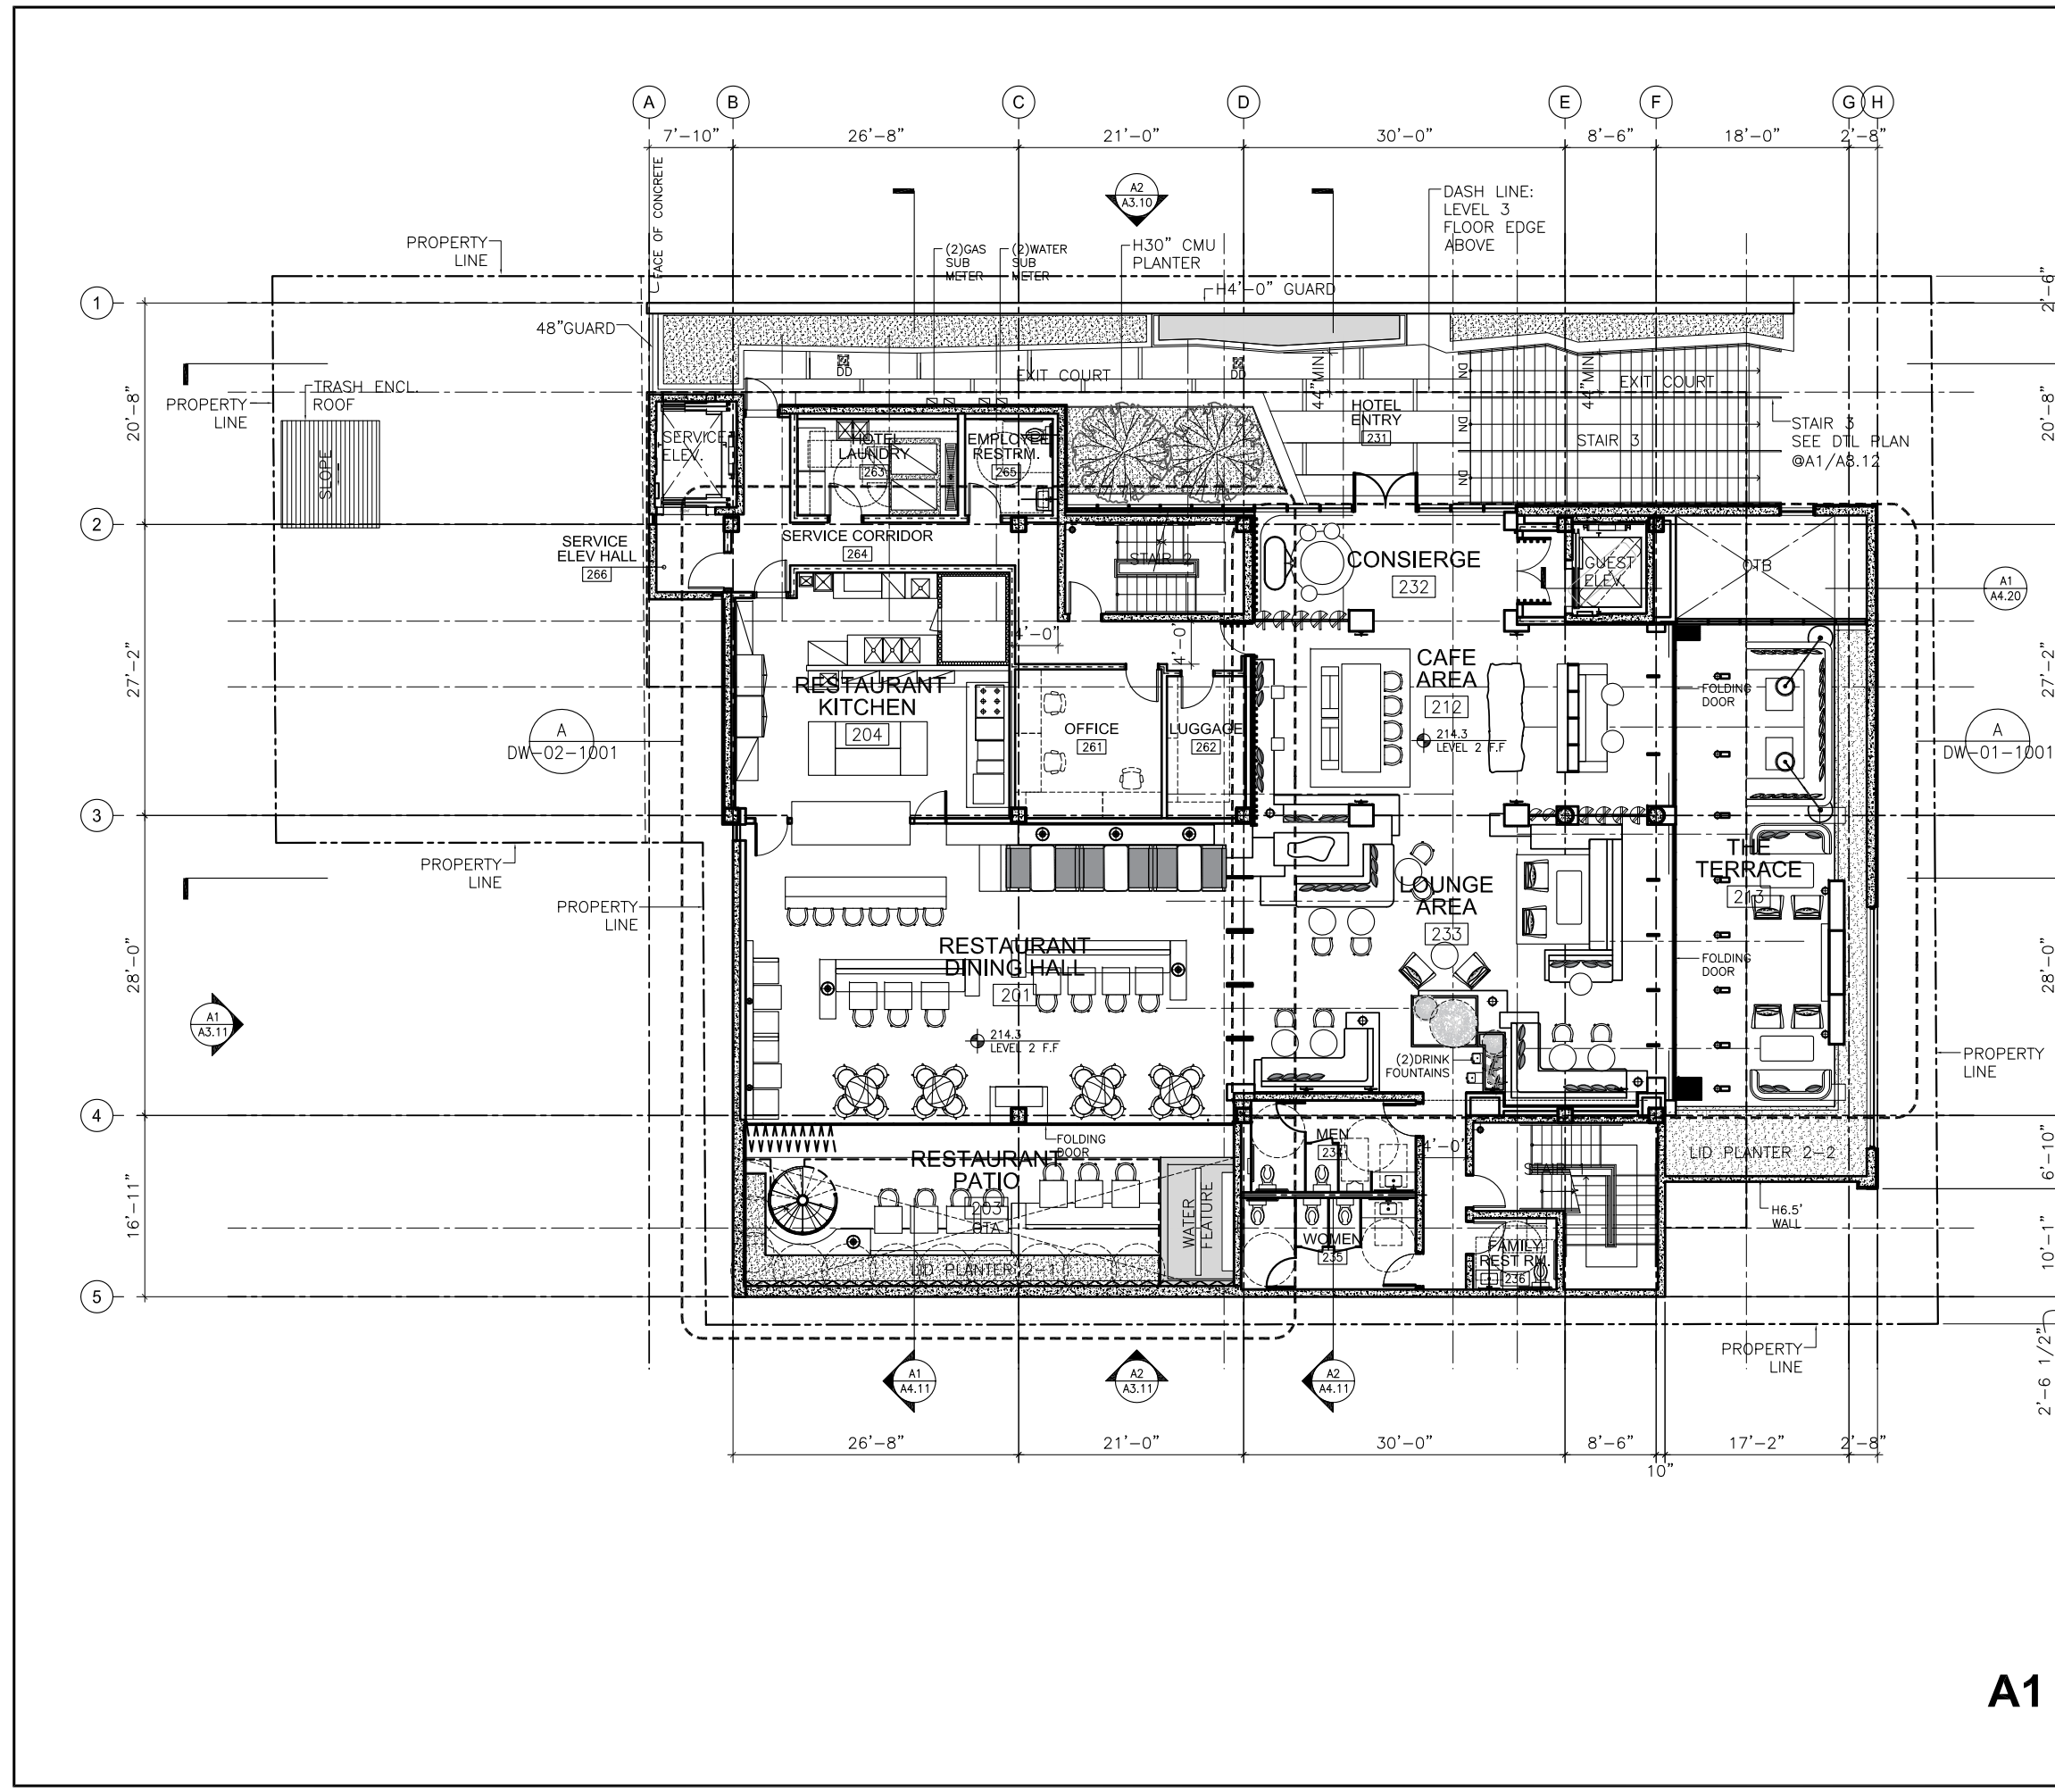 A
B
C
D
E
F
G
H
7'-10"
26'-8"
21'-0"
30'-0"
8'-6"
18'-0"
2'-8"
FACE OF CONCRETE
A2
A3.10
DASH LINE:
LEVEL 3
FLOOR EDGE
ABOVE
PROPERTY
LINE
(2)GAS
SUB
METER
(2)WATER
SUB
METER
H30" CMU
PLANTER
H4'-0" GUARD
2'-6"
1
48"GUARD
DD
EXIT COURT
DD
44"MIN
DN
44"MIN
EXIT COURT
TRASH ENCL.
ROOF
PROPERTY
LINE
20'-8"
SLOPE
HOTEL
ENTRY
231
DN
STAIR 3
STAIR 3
SEE DTL PLAN
@A1/A8.12
20'-8"
SERVICE
ELEV.
HOTEL
LAUNDRY
263
EMPLOYEE
RESTRM.
265
DN
2
SERVICE
ELEV HALL
266
SERVICE CORRIDOR
264
STAIR 2
CONSIERGE
232
GUEST
ELEV.
OTB
A1
A4.20
27'-2"
4'-0"
4'-0"
RESTAURANT
KITCHEN
204
OFFICE
261
LUGGAGE
262
CAFE
AREA
212
214.3
LEVEL 2 F.F
FOLDING
DOOR
27'-2"
A
DW-02-1001
A
DW-01-1001
3
PROPERTY
LINE
PROPERTY
LINE
THE
TERRACE
213
LOUNGE
AREA
233
28'-0"
RESTAURANT
DINING HALL
201
FOLDING
DOOR
28'-0"
A1
A3.11
214.3
LEVEL 2 F.F
(2)DRINK
FOUNTAINS
PROPERTY
LINE
4
FOLDING
DOOR
MEN
234
4'-0"
RESTAURANT
PATIO
203
OTA
WATER
FEATURE
STAIR
LID PLANTER 2-2
6'-10"
16'-11"
H6.5'
WALL
WOMEN
235
FAMILY
REST RM.
236
LID PLANTER 2-1
10'-1"
5
PROPERTY
LINE
2'-6 1/2"
A1
A4.11
A2
A3.11
A2
A4.11
26'-8"
21'-0"
30'-0"
8'-6"
10"
17'-2"
2'-8"
A1